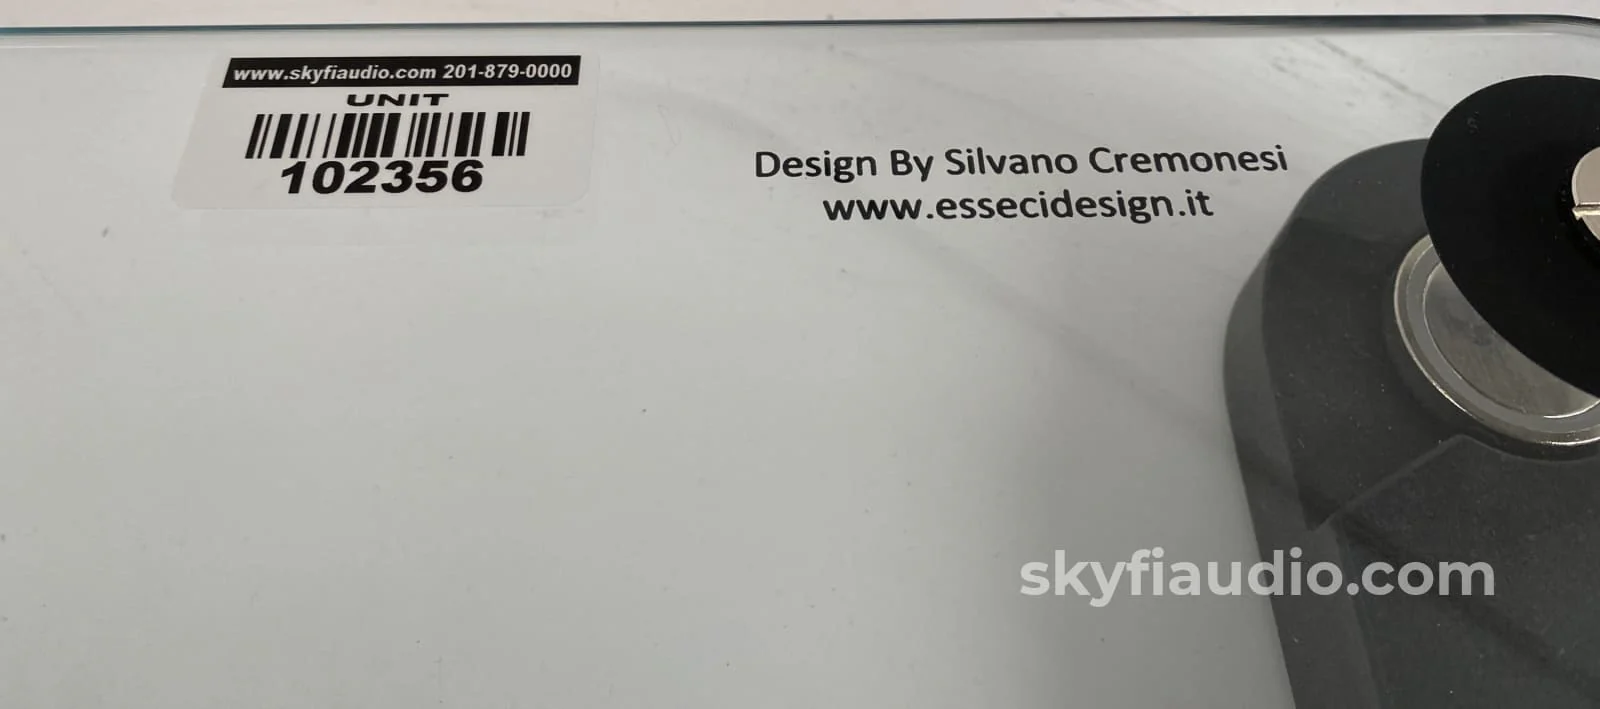 www.skyfiaudio.com 201-879-0000
UNIT
102356
Design By Silvano Cremonesi
www.essecidesign.it
skyfiaudio.com